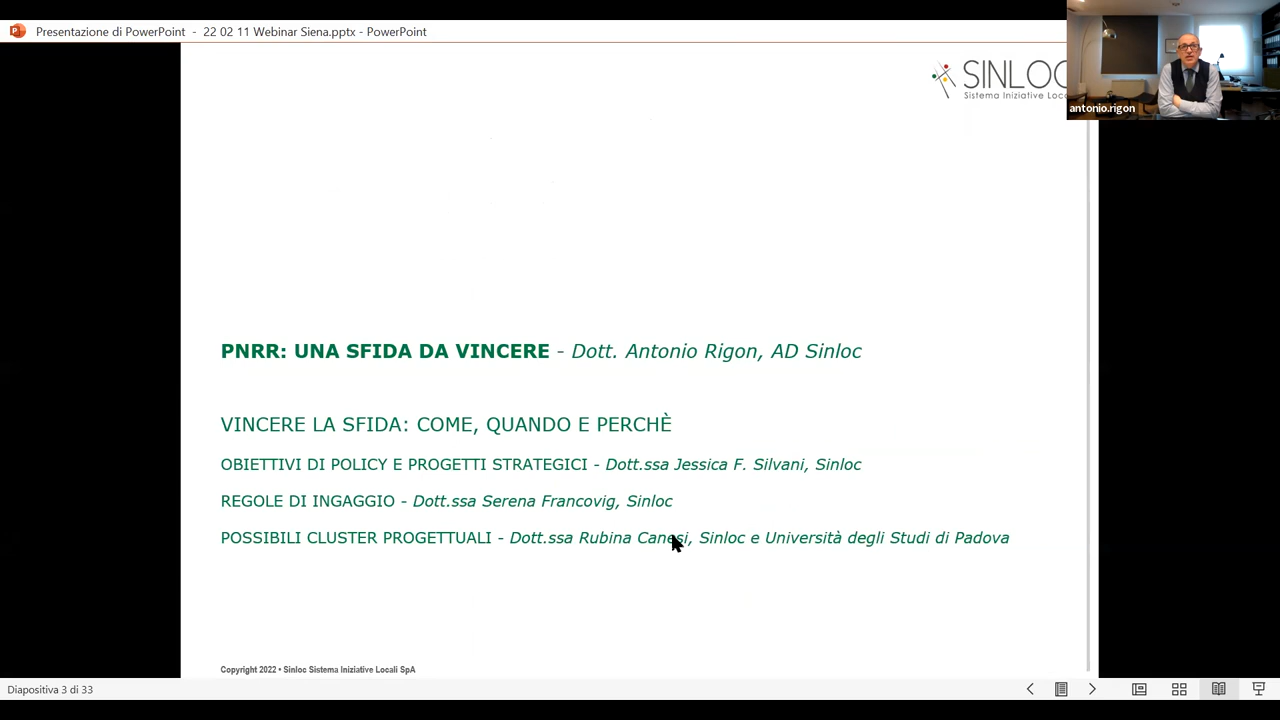 Presentazione di PowerPoint - 22 02 11 Webinar Siena.pptx - PowerPoint
SINLOC
Sistema Iniziative Loca
antonio.rigon
PNRR: UNA SFIDA DA VINCERE - Dott. Antonio Rigon, AD Sinloc
VINCERE LA SFIDA: COME, QUANDO E PERCHÈ
OBIETTIVI DI POLICY E PROGETTI STRATEGICI - Dott.ssa Jessica F. Silvani, Sinloc
REGOLE DI INGAGGIO - Dott.ssa Serena Francovig, Sinloc
POSSIBILI CLUSTER PROGETTUALI - Dott.ssa Rubina Canesi, Sinloc e Università degli Studi di Padova
Copyright 2022 • Sinloc Sistema Iniziative Locali SpA
Diapositiva 3 di 33